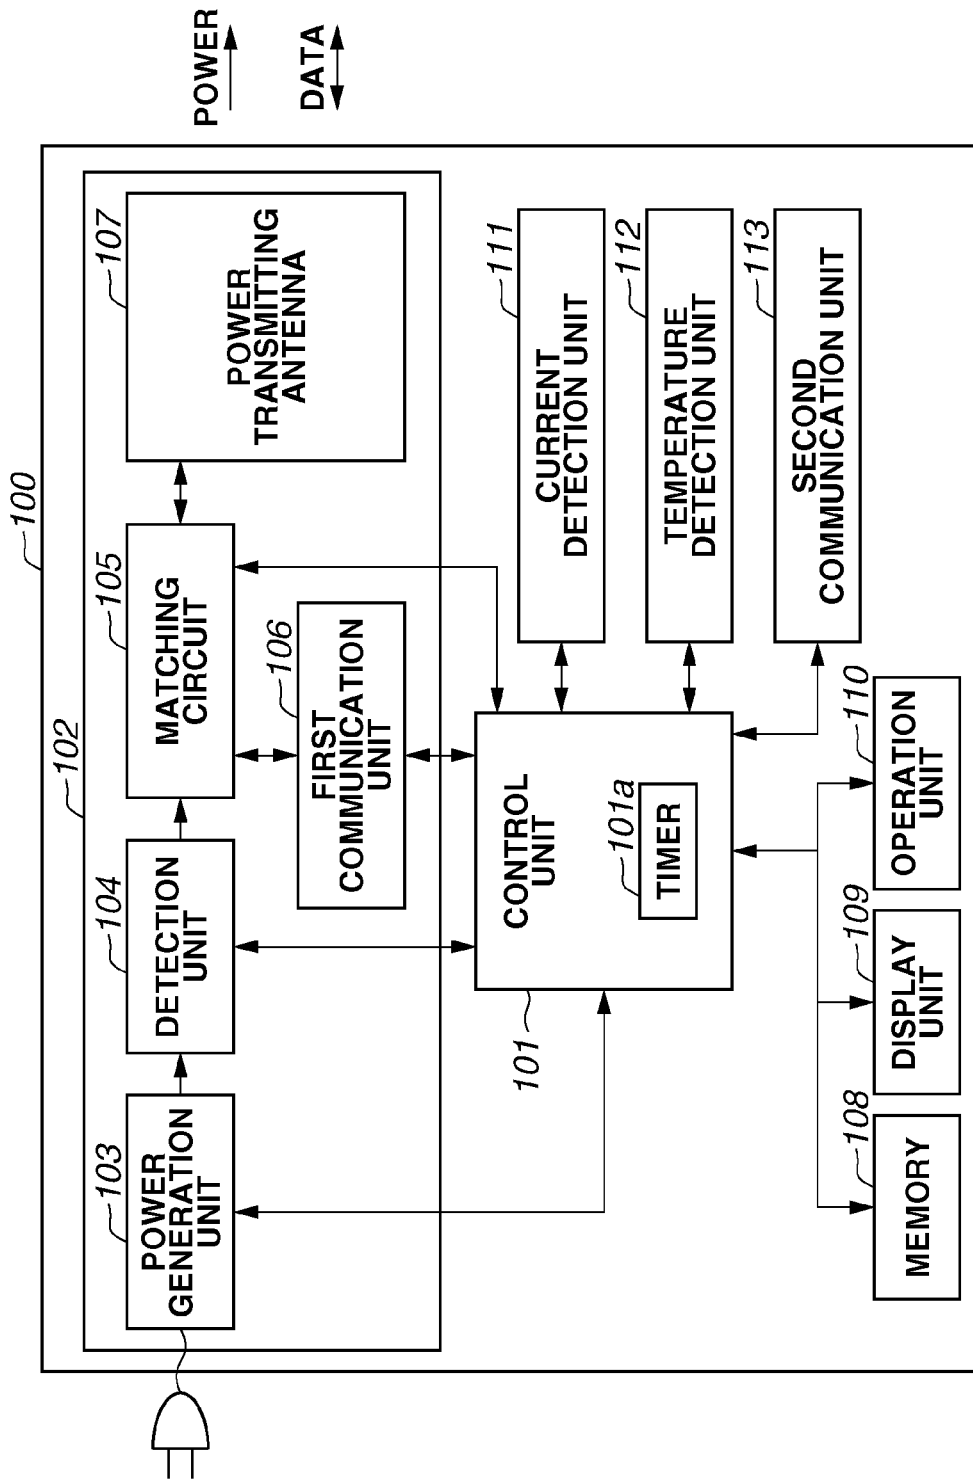 100
POWER
DATA
102
103
POWER
GENERATION
UNIT
104
DETECTION
UNIT
105
MATCHING
CIRCUIT
107
POWER
TRANSMITTING
ANTENNA
106
FIRST
COMMUNICATION
UNIT
101
CONTROL
UNIT
101a
TIMER
111
CURRENT
DETECTION UNIT
112
TEMPERATURE
DETECTION UNIT
113
SECOND
COMMUNICATION UNIT
108
MEMORY
109
DISPLAY
UNIT
110
OPERATION
UNIT